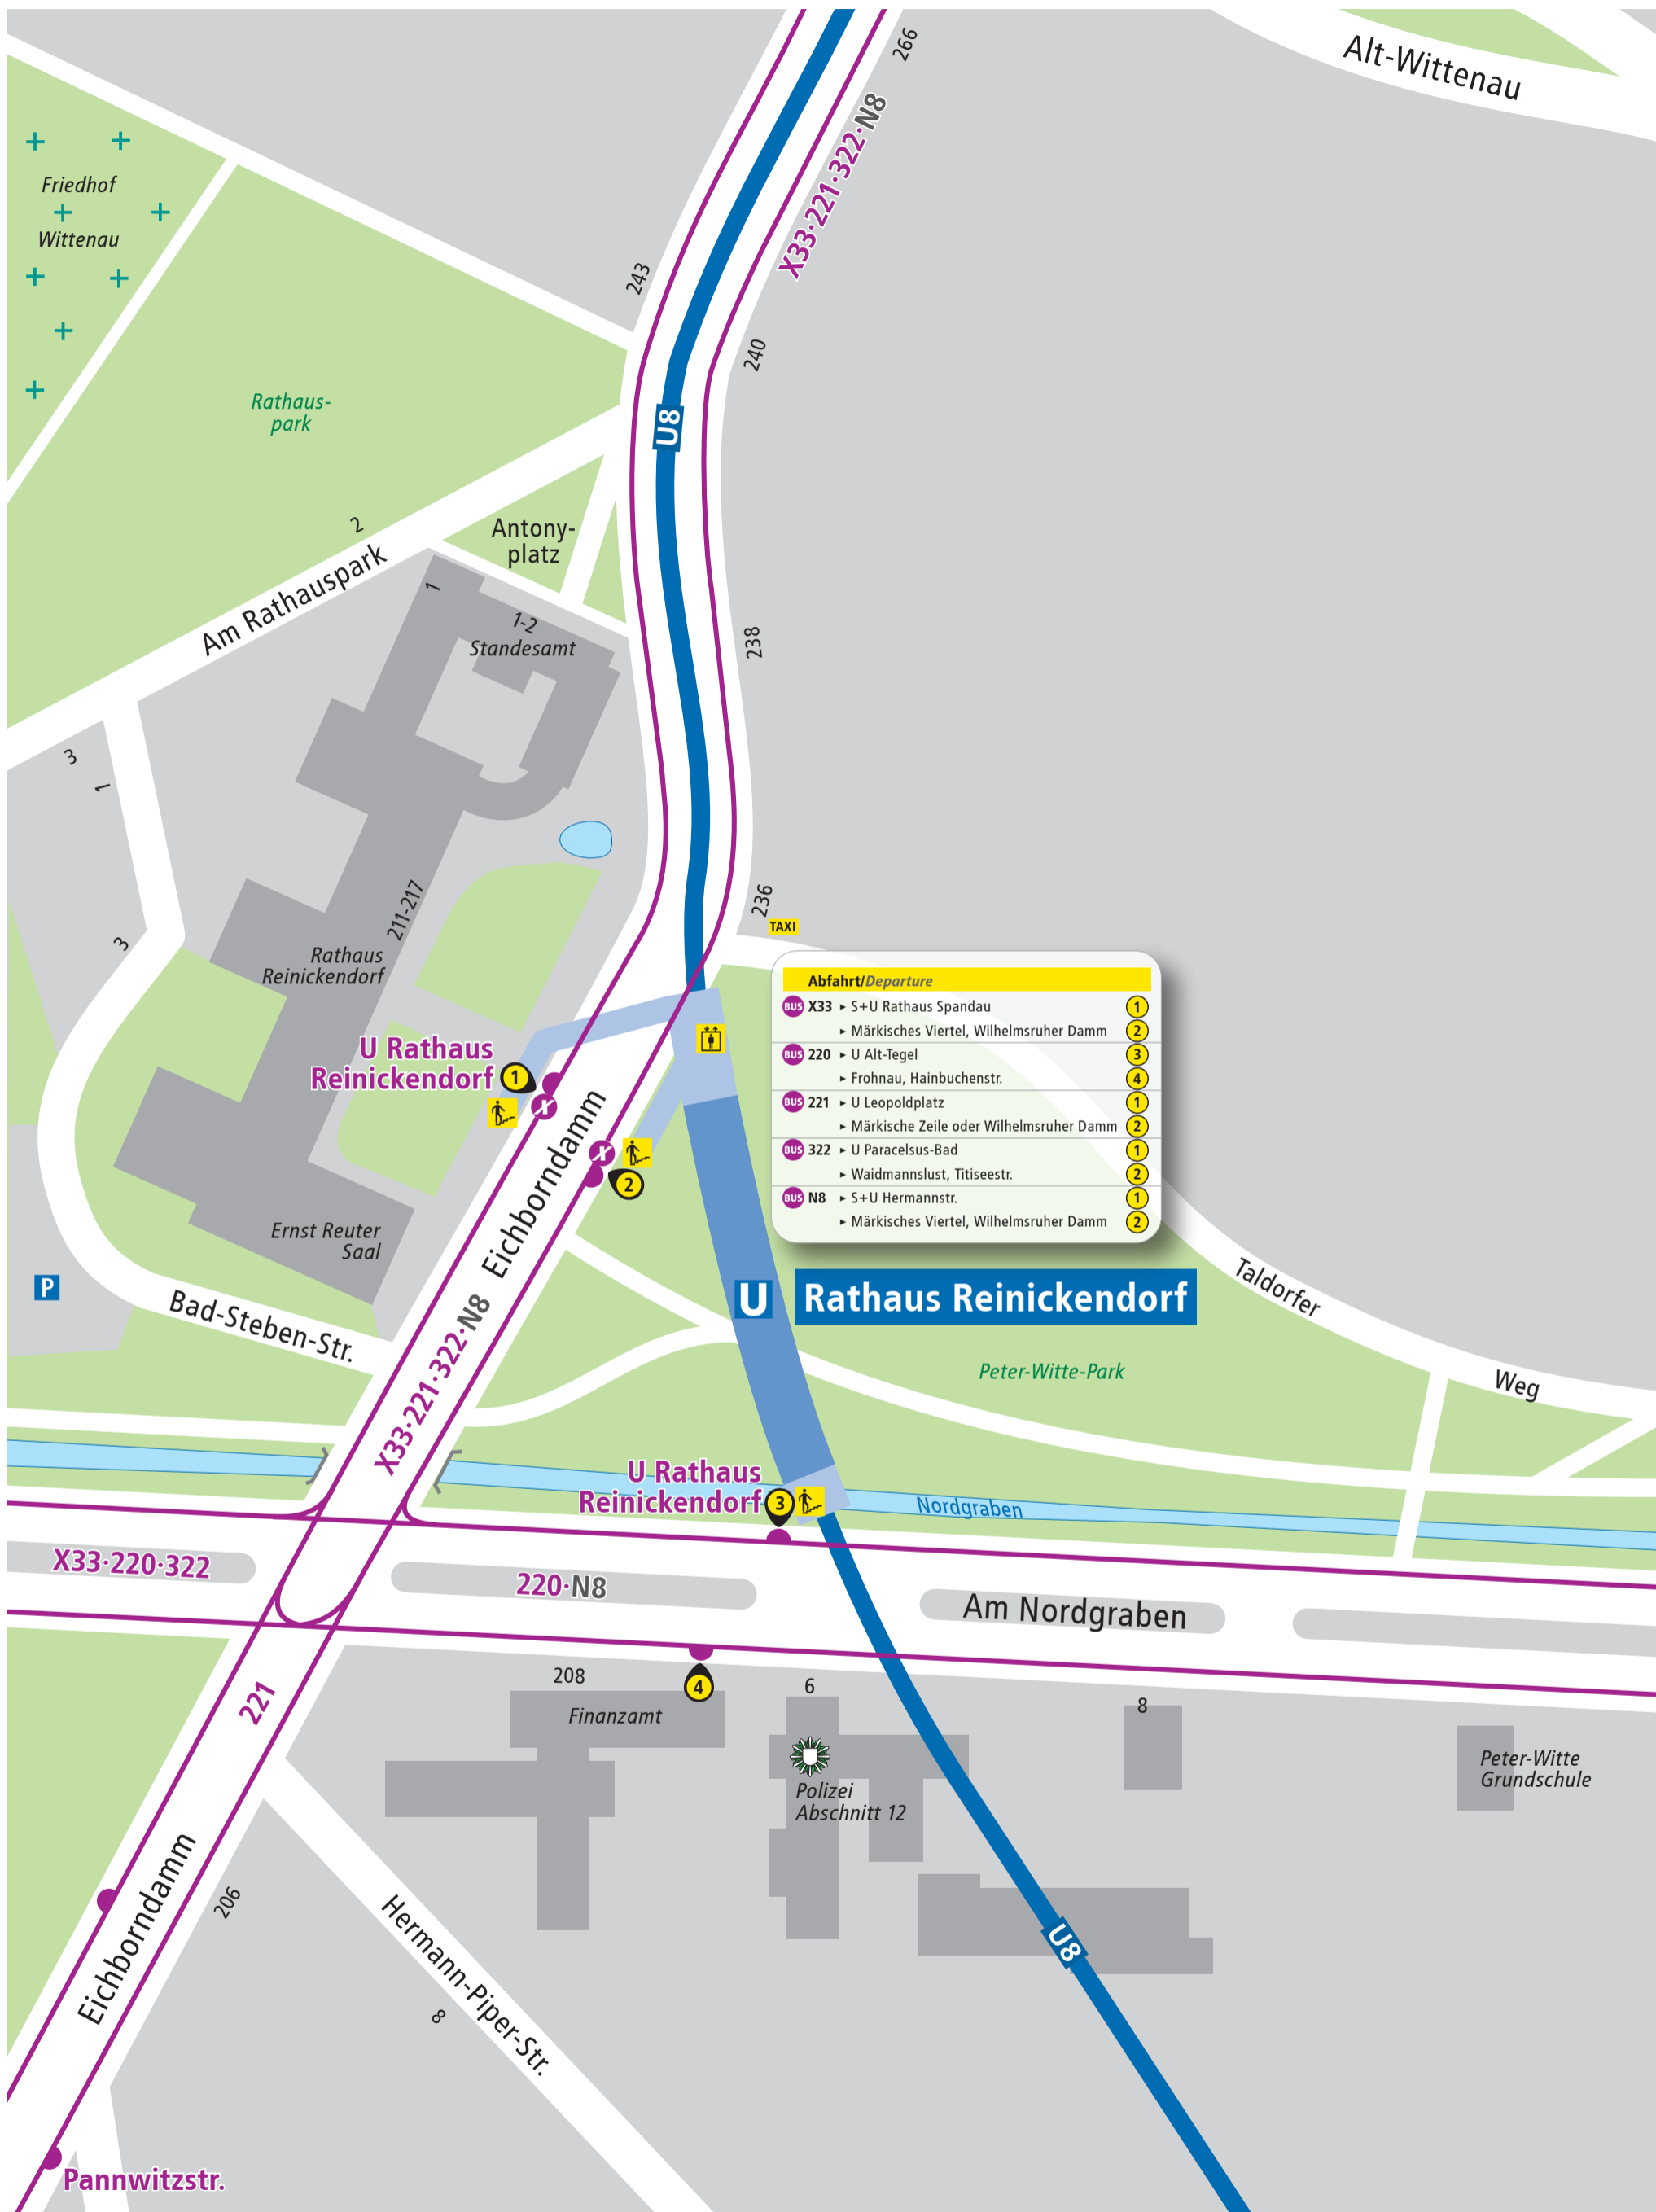 266
Alt-Wittenau
X33·221·322·N8
Friedhof
Wittenau
243
240
Rathaus-
park
U8
2
Antony-
platz
Am Rathauspark
1
1-2
Standesamt
238
3
1
236
TAXI
211-217
3
Rathaus
Reinickendorf
Abfahrt/Departure
BUS X33 ▸ S+U Rathaus Spandau 1
▸ Märkisches Viertel, Wilhelmsruher Damm 2
BUS 220 ▸ U Alt-Tegel 3
▸ Frohnau, Hainbuchenstr. 4
BUS 221 ▸ U Leopoldplatz 1
▸ Märkische Zeile oder Wilhelmsruher Damm 2
BUS 322 ▸ U Paracelsus-Bad 1
▸ Waidmannslust, Titiseestr. 2
BUS N8 ▸ S+U Hermannstr. 1
▸ Märkisches Viertel, Wilhelmsruher Damm 2
U Rathaus
Reinickendorf 1
X
X
2
Eichborndamm
Ernst Reuter
Saal
P
Bad-Steben-Str.
X33·221·322·N8
U Rathaus Reinickendorf
Taldorfer
Weg
Peter-Witte-Park
U Rathaus
Reinickendorf 3
Nordgraben
X33·220·322
220·N8
Am Nordgraben
221
208
4
6
8
Finanzamt
Polizei
Abschnitt 12
Peter-Witte
Grundschule
Eichborndamm
206
Hermann-Piper-Str.
8
U8
Pannwitzstr.